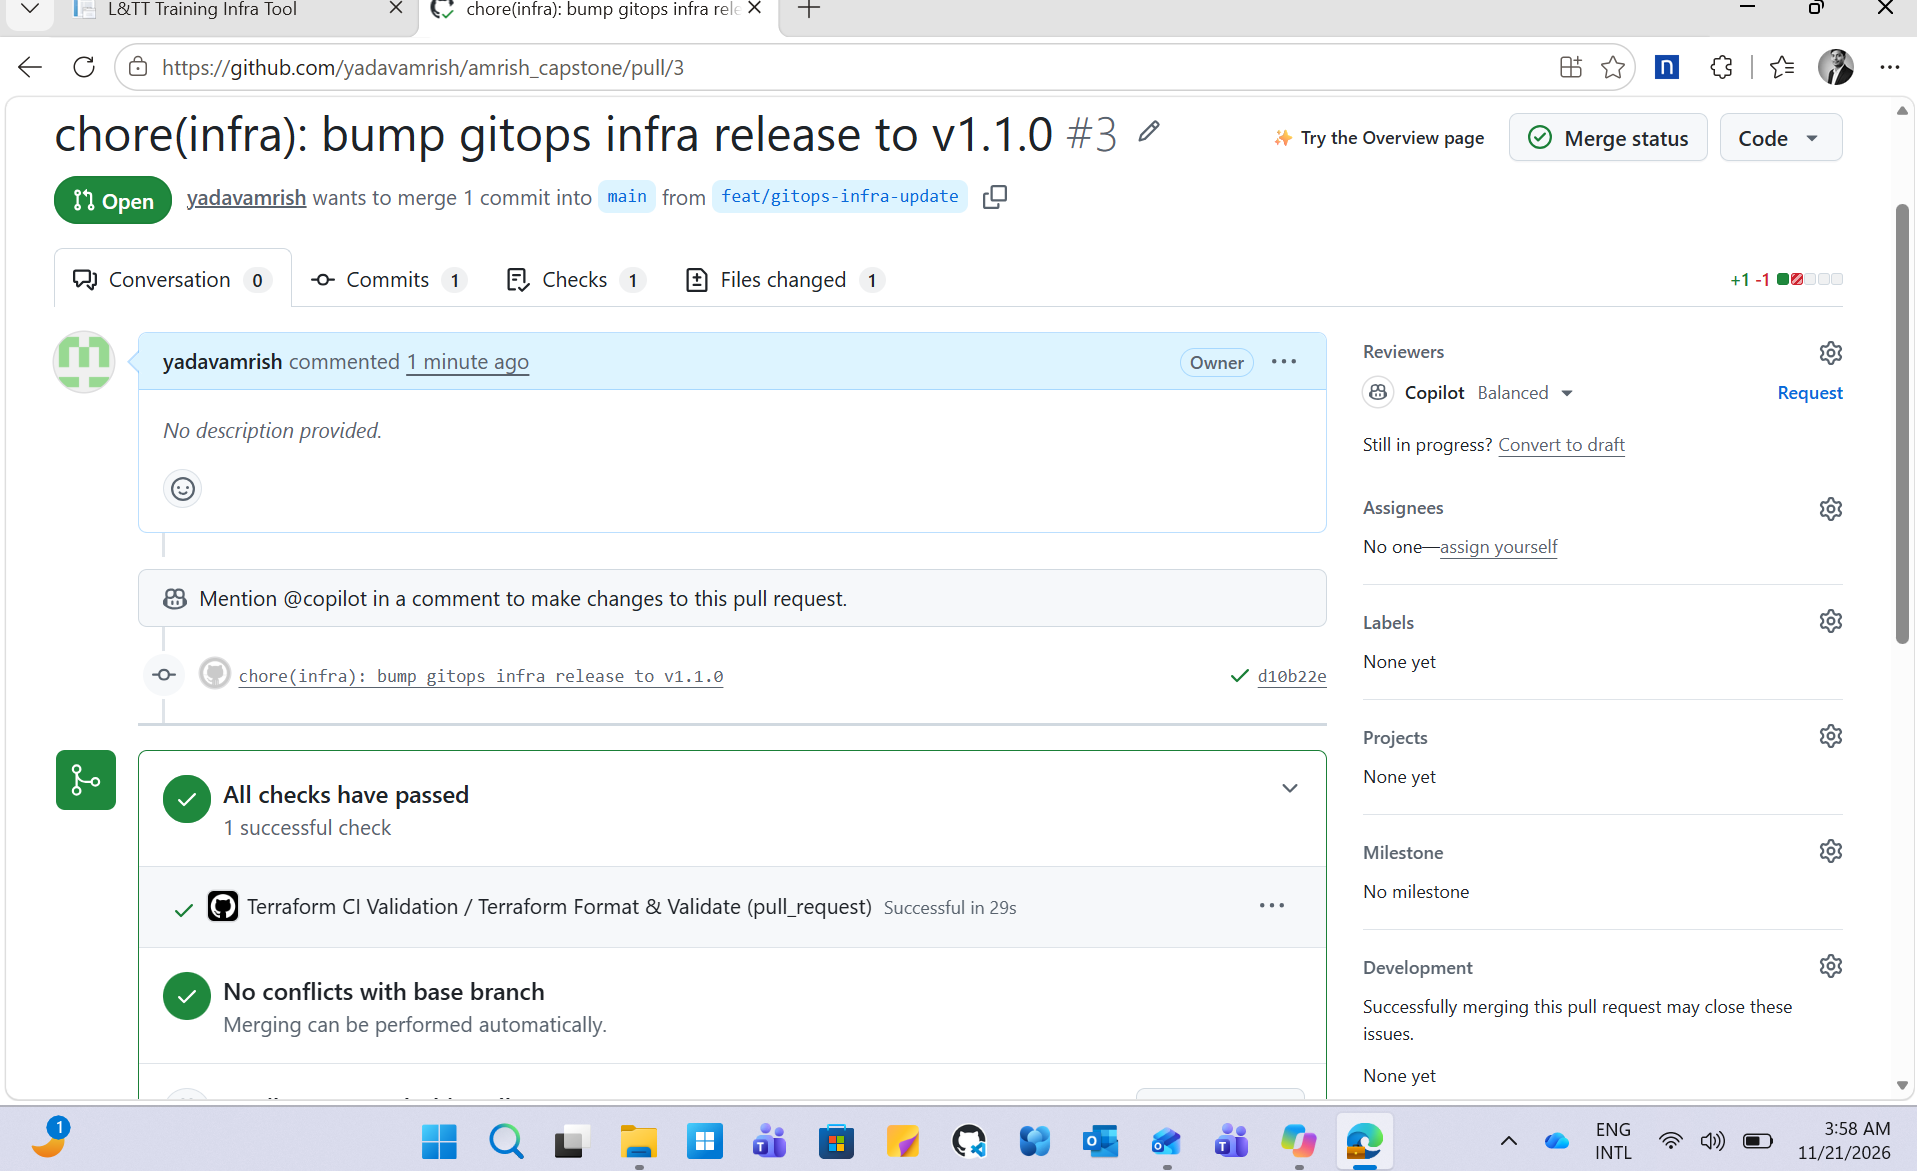 L&TT Training Infra Tool
chore(infra): bump gitops infra rele
https://github.com/yadavamrish/amrish_capstone/pull/3
chore(infra): bump gitops infra release to v1.1.0 #3
Try the Overview page
Merge status
Code
Open
yadavamrish wants to merge 1 commit into main from feat/gitops-infra-update
Conversation 0
Commits 1
Checks 1
Files changed 1
+1 -1
yadavamrish commented 1 minute ago
Owner
No description provided.
Mention @copilot in a comment to make changes to this pull request.
chore(infra): bump gitops infra release to v1.1.0
d10b22e
All checks have passed
1 successful check
Terraform CI Validation / Terraform Format & Validate (pull_request) Successful in 29s
No conflicts with base branch
Merging can be performed automatically.
Reviewers
Copilot Balanced
Request
Still in progress? Convert to draft
Assignees
No one—assign yourself
Labels
None yet
Projects
None yet
Milestone
No milestone
Development
Successfully merging this pull request may close these
issues.
None yet
1
ENG
INTL
3:58 AM
11/21/2026